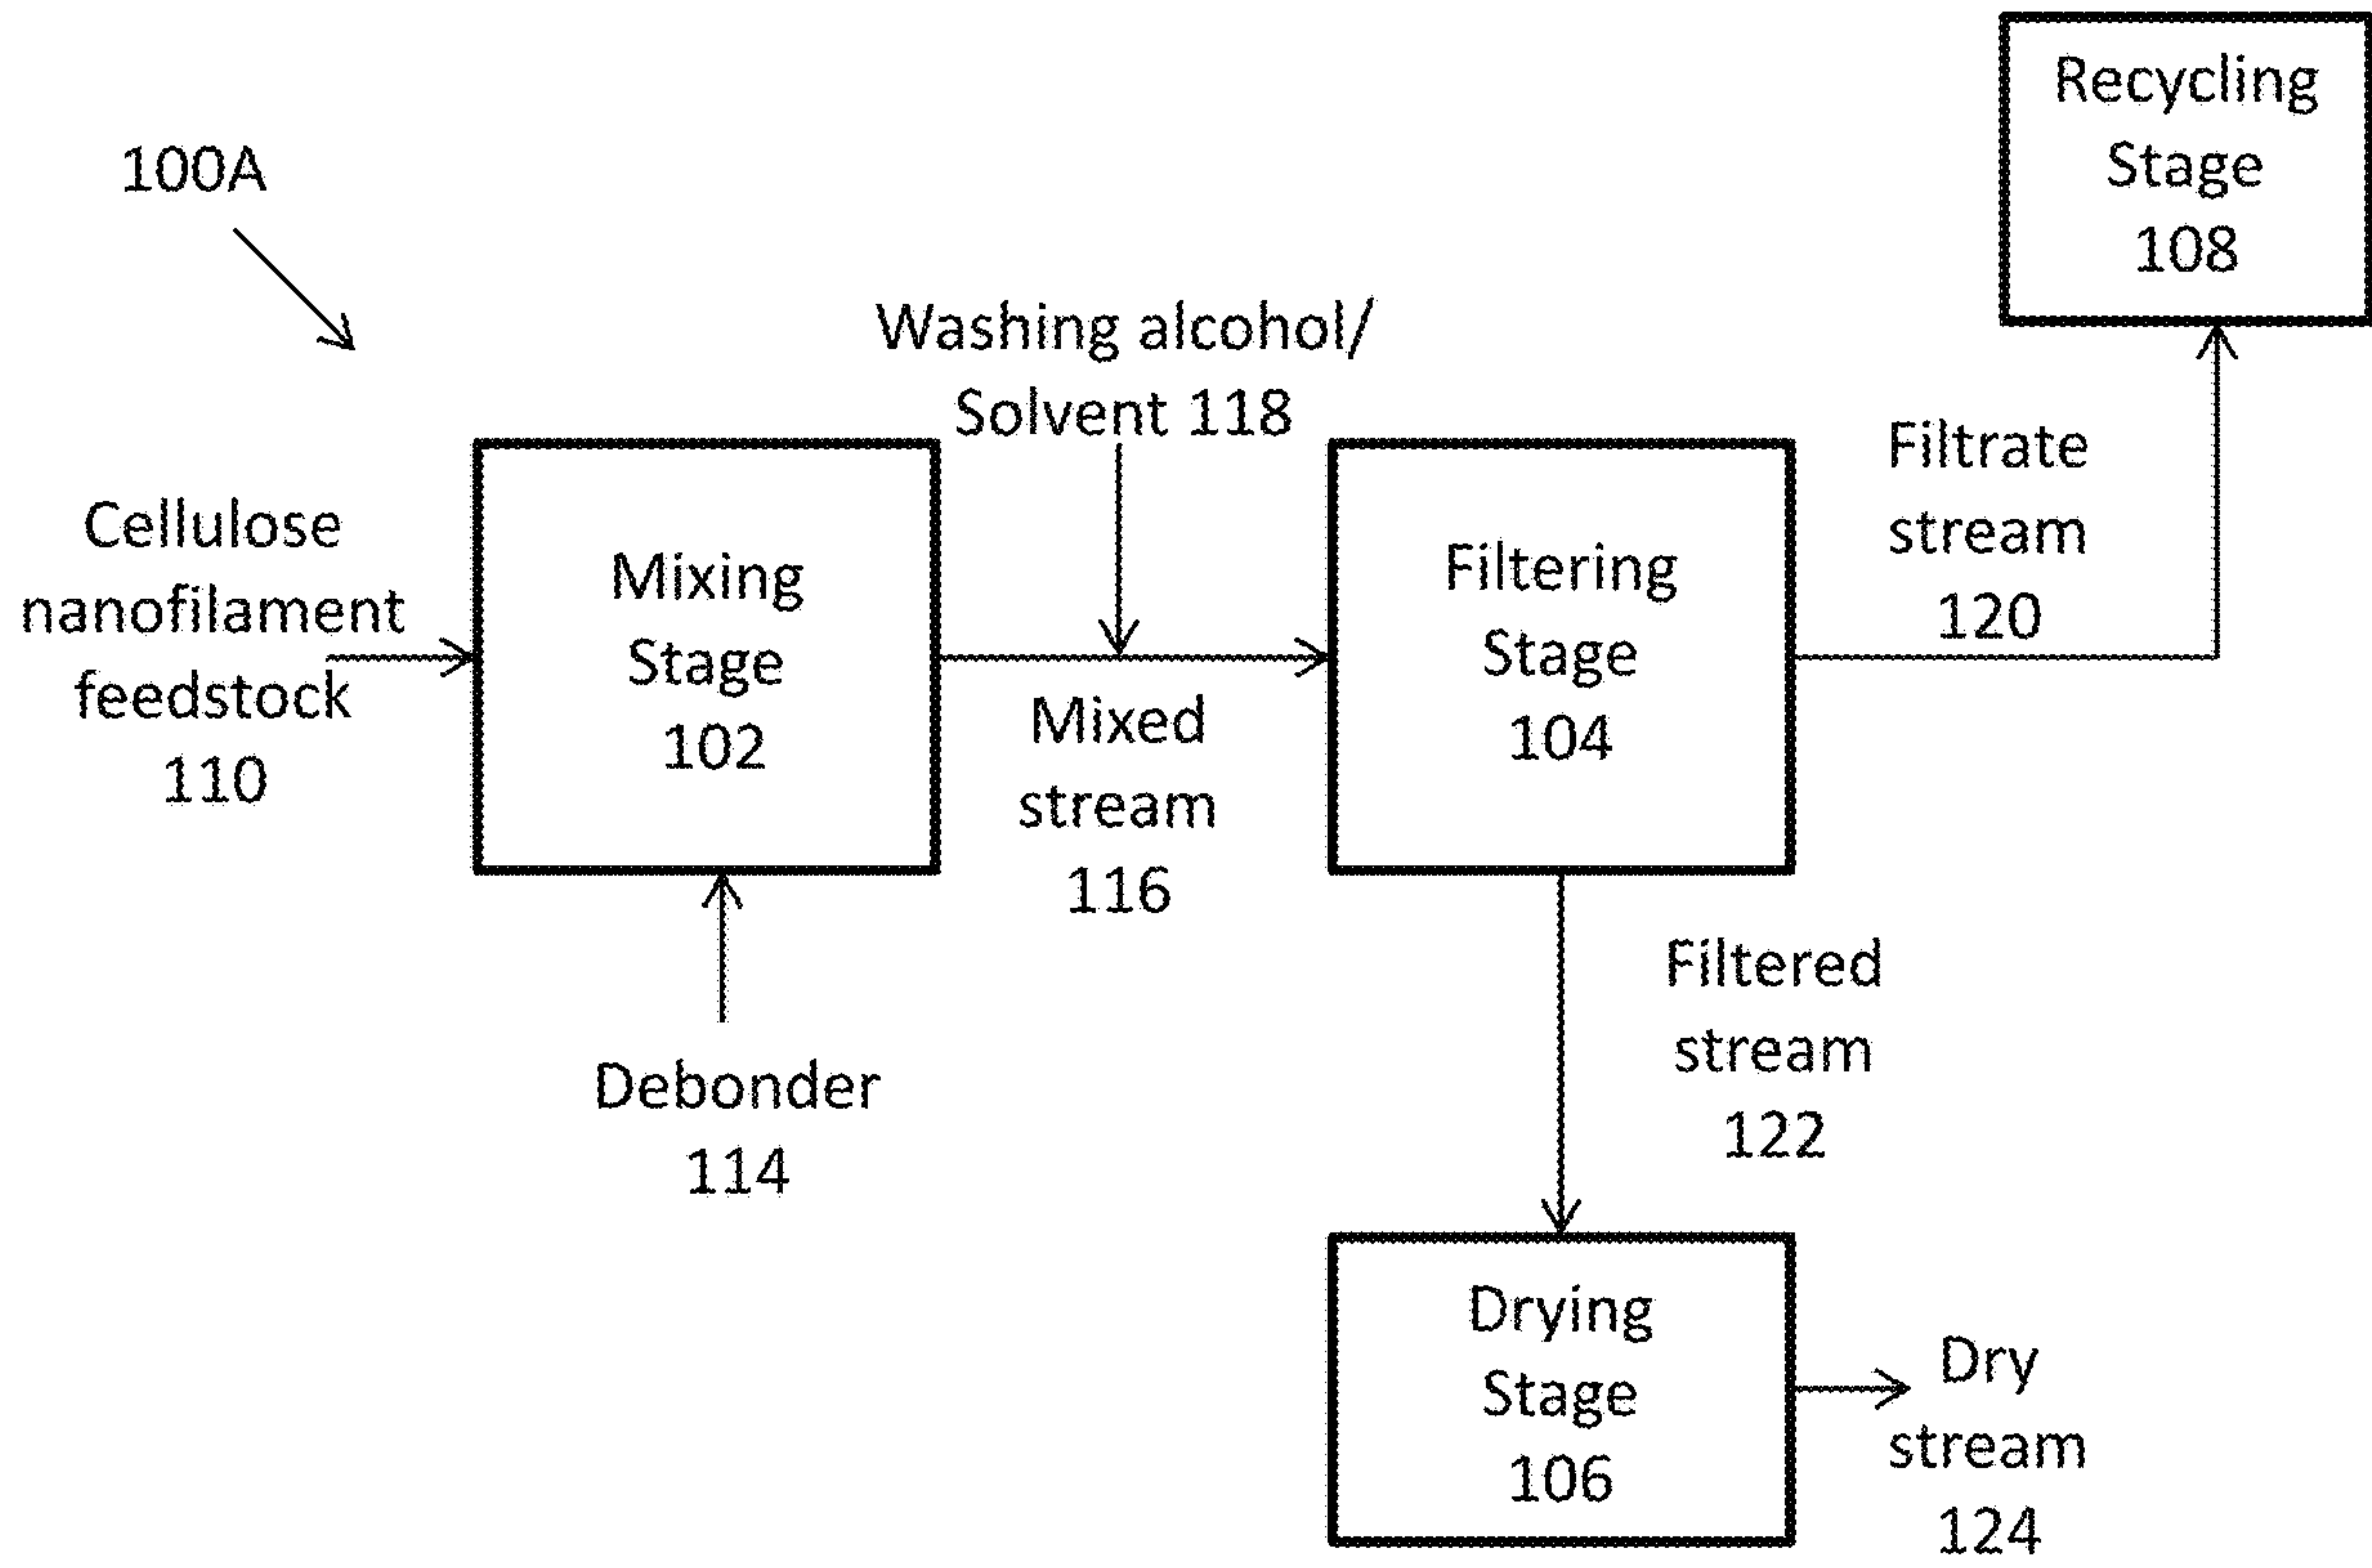 Recycling
Stage
108
100A
Washing alcohol/
Solvent 118
Cellulose
nanofilament
feedstock
110
Mixing
Stage
102
Mixed
stream
116
Filtering
Stage
104
Filtrate
stream
120
Debonder
114
Filtered
stream
122
Drying
Stage
106
Dry
stream
124